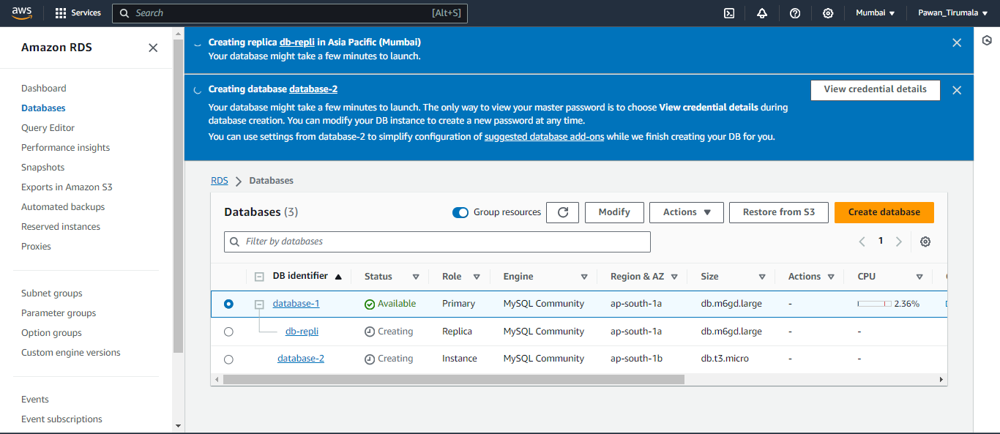 aws
Services
Search
[Alt+S]
Mumbai
Pawan_Tirumala
Amazon RDS
Dashboard
Databases
Query Editor
Performance insights
Snapshots
Exports in Amazon S3
Automated backups
Reserved instances
Proxies
Subnet groups
Parameter groups
Option groups
Custom engine versions
Events
Event subscriptions
Creating replica db-repli in Asia Pacific (Mumbai)
Your database might take a few minutes to launch.
Creating database database-2
View credential details
Your database might take a few minutes to launch. The only way to view your master password is to choose View credential details during
database creation. You can modify your DB instance to create a new password at any time.
You can use settings from database-2 to simplify configuration of suggested database add-ons while we finish creating your DB for you.
RDS Databases
Databases (3)
Group resources
Modify
Actions
Restore from S3
Create database
Filter by databases
1
DB identifier Status Role Engine Region & AZ Size Actions CPU
database-1 Available Primary MySQL Community ap-south-1a db.m6gd.large - 2.36%
db-repli Creating Replica MySQL Community ap-south-1a db.m6gd.large - -
database-2 Creating Instance MySQL Community ap-south-1b db.t3.micro - -